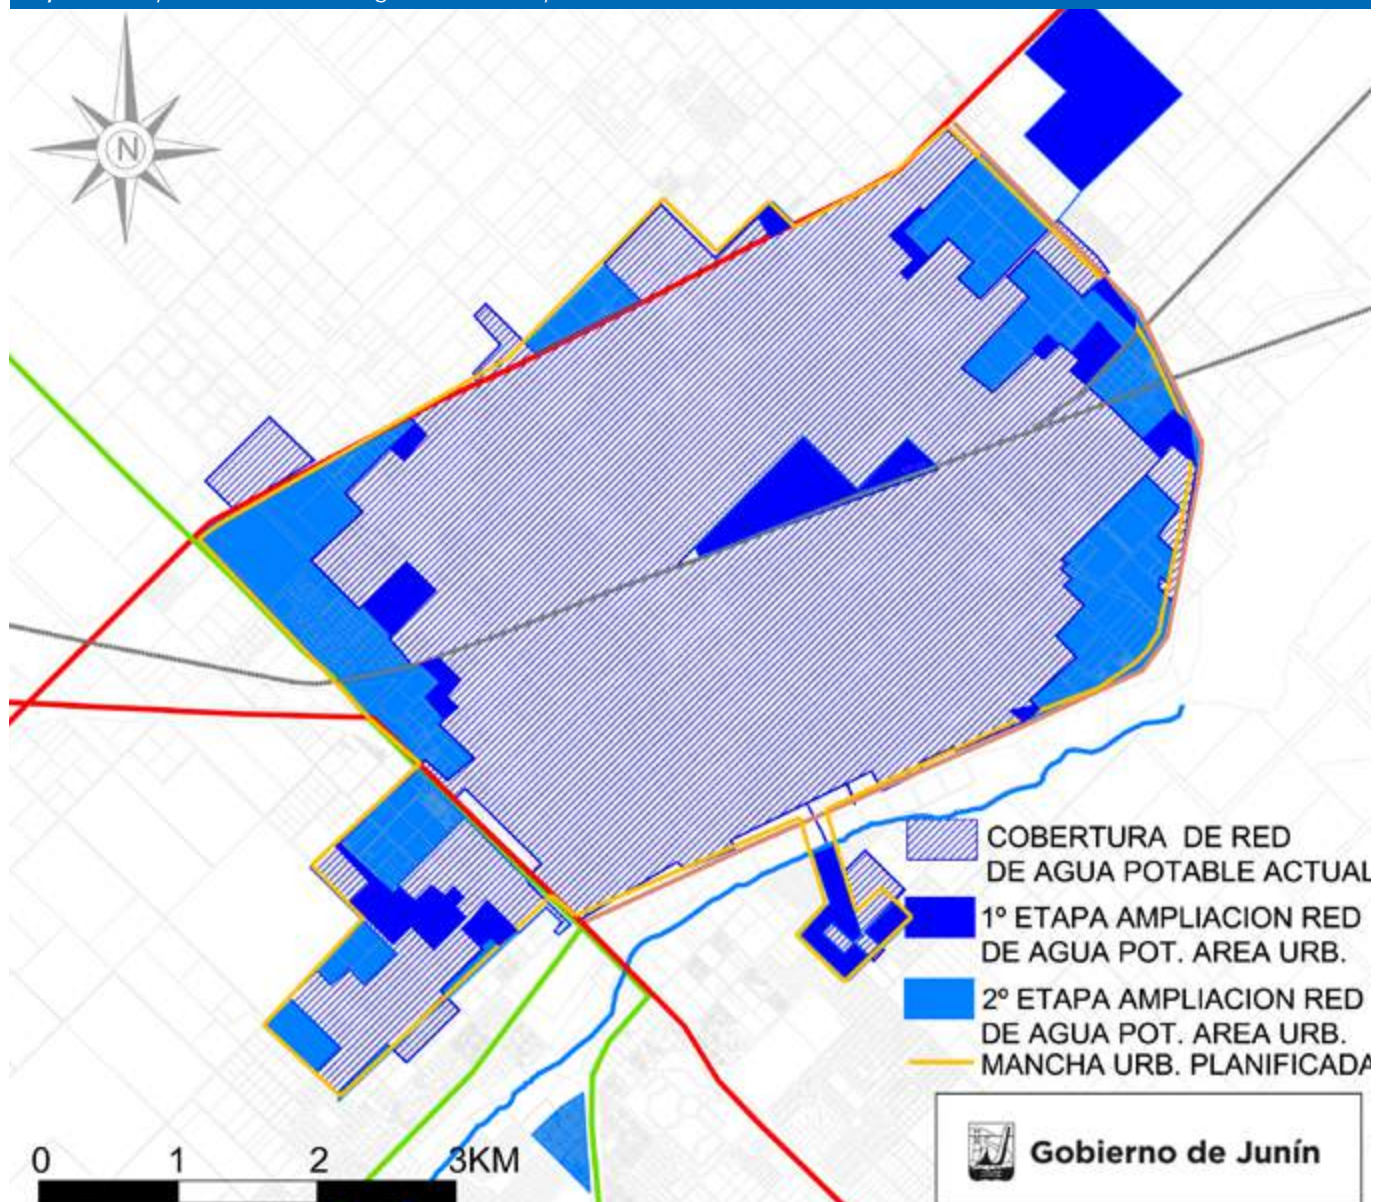 N
COBERTURA DE RED
DE AGUA POTABLE ACTUAL
1º ETAPA AMPLIACION RED
DE AGUA POT. AREA URB.
2º ETAPA AMPLIACION RED
DE AGUA POT. AREA URB.
MANCHA URB. PLANIFICADA
0 1 2 3KM
Gobierno de Junín